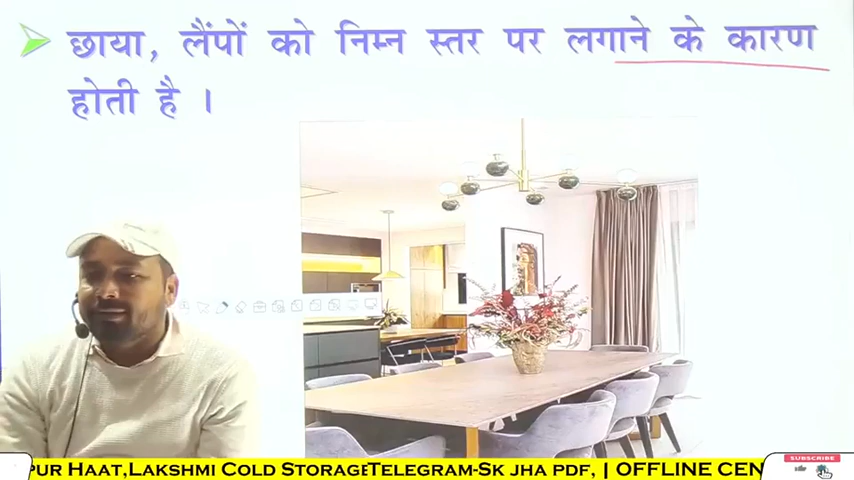 छाया, लैंपों को निम्न स्तर पर लगाने के कारण
होती है ।
PUR HAAT,LAKSHMI COLD STORAGETELEGRAM-SK JHA PDF, | OFFLINE CEN
SUBSCRIBE